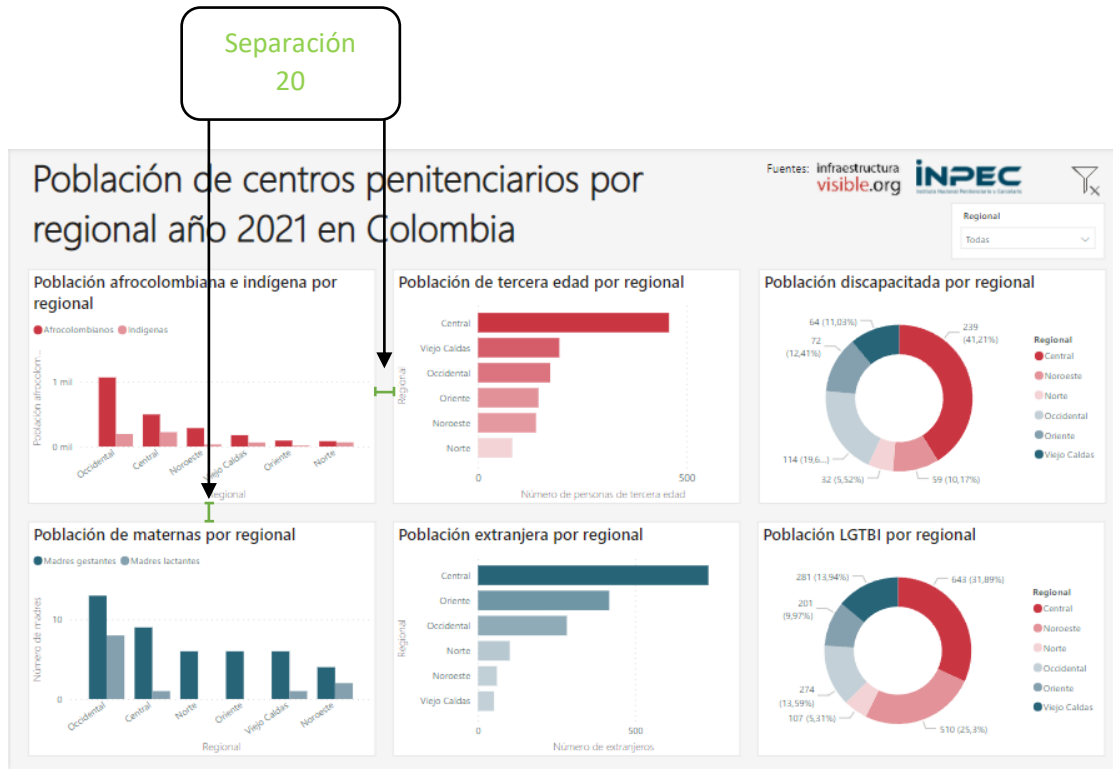 Separación
20
Población de centros penitenciarios por
regional año 2021 en Colombia
Fuentes:
infraestructura
visible.org
INPEC
Instituto Nacional Penitenciario y Carcelario
Regional
Todas
Población afrocolombiana e indígena por
regional
Afrocolombianos Indígenas
Población afrocolom...
1 mil
0 mil
Occidental
Central
Noroeste
Viejo Caldas
Oriente
Norte
Regional
Población de tercera edad por regional
Regional
Central
Viejo Caldas
Occidental
Oriente
Noroeste
Norte
0
500
Número de personas de tercera edad
Población discapacitada por regional
64 (11,03%)
72
(12,41%)
114 (19,6...)
32 (5,52%)
59 (10,17%)
239
(41,21%)
Regional
Central
Noroeste
Norte
Occidental
Oriente
Viejo Caldas
Población de maternas por regional
Madres gestantes Madres lactantes
Número de madres
10
0
Occidental
Central
Norte
Oriente
Viejo Caldas
Noroeste
Regional
Población extranjera por regional
Regional
Central
Oriente
Occidental
Norte
Noroeste
Viejo Caldas
0
500
Número de extranjeros
Población LGTBI por regional
281 (13,94%)
201
(9,97%)
274
(13,59%)
107 (5,31%)
510 (25,3%)
643 (31,89%)
Regional
Central
Noroeste
Norte
Occidental
Oriente
Viejo Caldas